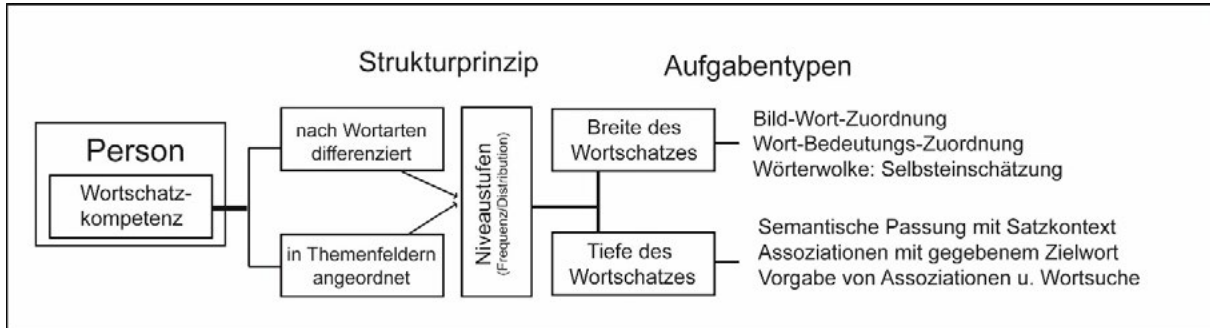 Strukturprinzip
Aufgabentypen
Person
Wortschatz-
kompetenz
nach Wortarten
differenziert
in Themenfeldern
angeordnet
Niveaustufen
(Frequenz/Distribution)
Breite des
Wortschatzes
Tiefe des
Wortschatzes
Bild-Wort-Zuordnung
Wort-Bedeutungs-Zuordnung
Wörterwolke: Selbsteinschätzung
Semantische Passung mit Satzkontext
Assoziationen mit gegebenem Zielwort
Vorgabe von Assoziationen u. Wortsuche